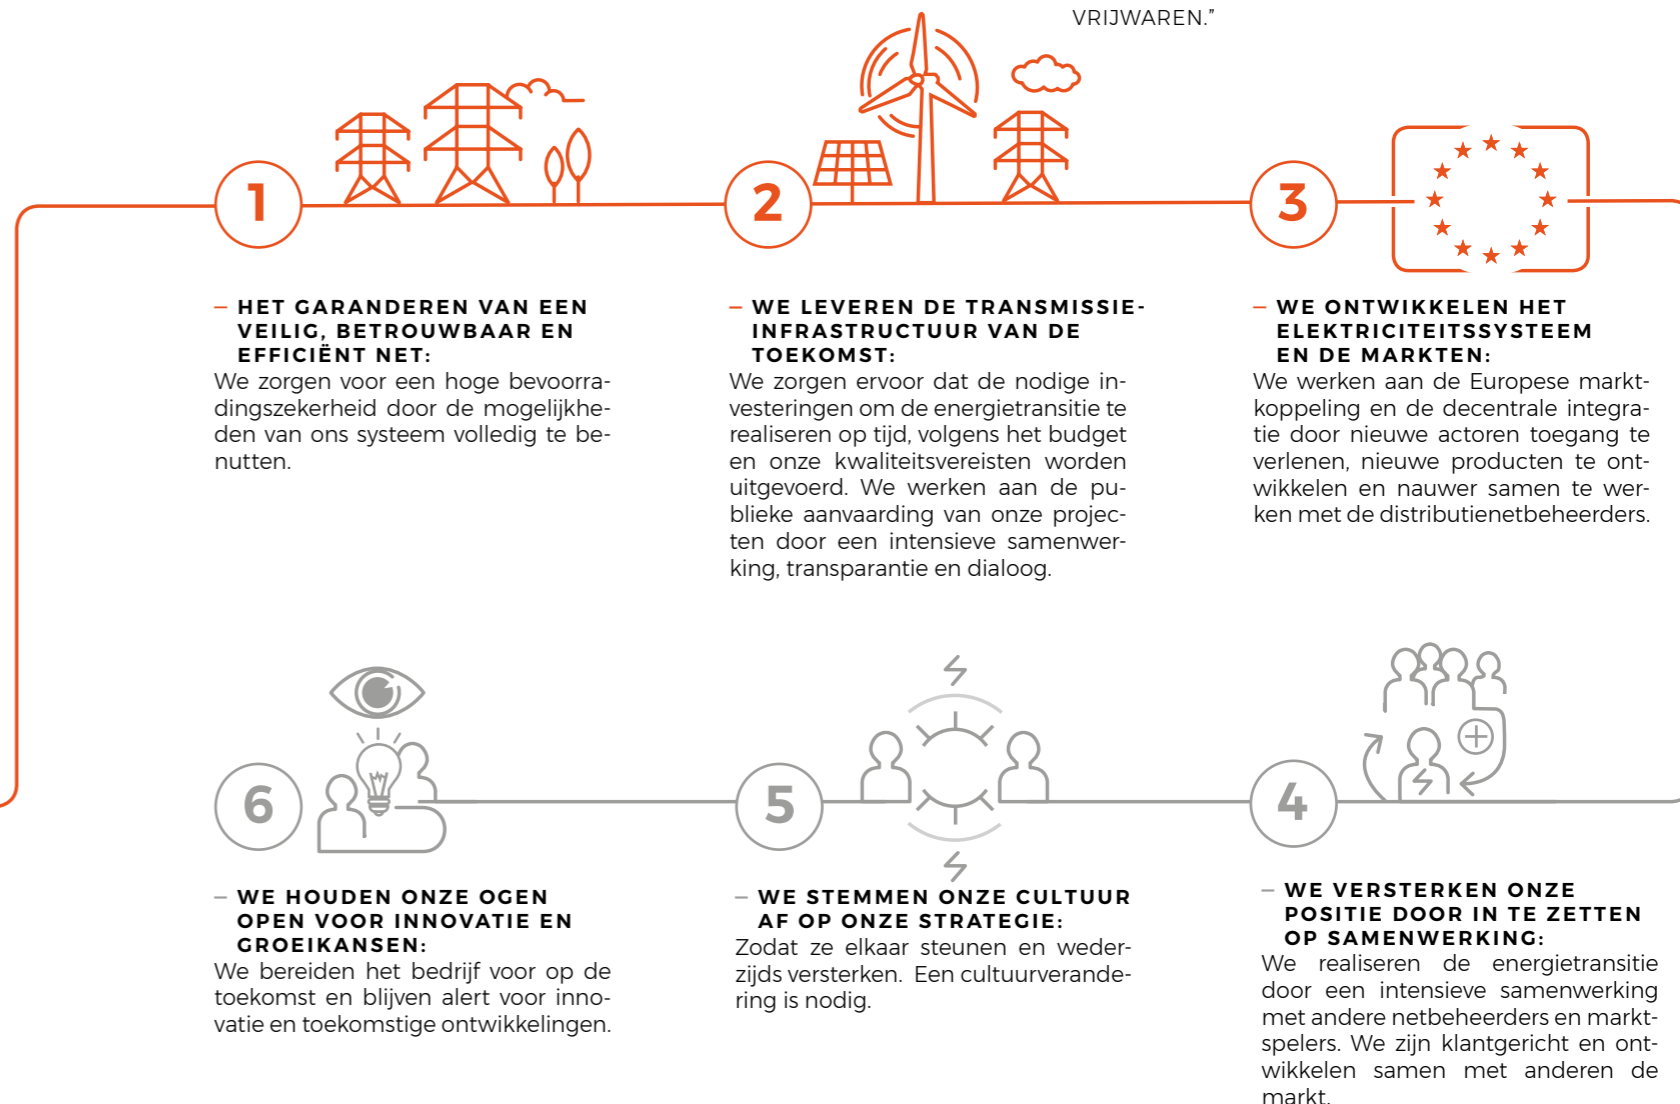 VRIJWAREN.”
1
— HET GARANDEREN VAN EEN
VEILIG, BETROUWBAAR EN
EFFICIËNT NET:
We zorgen voor een hoge bevoorra-
dingszekerheid door de mogelijkhe-
den van ons systeem volledig te be-
nutten.
2
— WE LEVEREN DE TRANSMISSIE-
INFRASTRUCTUUR VAN DE
TOEKOMST:
We zorgen ervoor dat de nodige in-
vesteringen om de energietransitie te
realiseren op tijd, volgens het budget
en onze kwaliteitsvereisten worden
uitgevoerd. We werken aan de pu-
blieke aanvaarding van onze projec-
ten door een intensieve samenwer-
king, transparantie en dialoog.
3
— WE ONTWIKKELEN HET
ELEKTRICITEITSSYSTEEM
EN DE MARKTEN:
We werken aan de Europese markt-
koppeling en de decentrale integra-
tie door nieuwe actoren toegang te
verlenen, nieuwe producten te ont-
wikkelen en nauwer samen te wer-
ken met de distributienetbeheerders.
6
— WE HOUDEN ONZE OGEN
OPEN VOOR INNOVATIE EN
GROEIKANSEN:
We bereiden het bedrijf voor op de
toekomst en blijven alert voor inno-
vatie en toekomstige ontwikkelingen.
5
— WE STEMMEN ONZE CULTUUR
AF OP ONZE STRATEGIE:
Zodat ze elkaar steunen en weder-
zijds versterken. Een cultuurverande-
ring is nodig.
4
— WE VERSTERKEN ONZE
POSITIE DOOR IN TE ZETTEN
OP SAMENWERKING:
We realiseren de energietransitie
door een intensieve samenwerking
met andere netbeheerders en markt-
spelers. We zijn klantgericht en ont-
wikkelen samen met anderen de
markt.